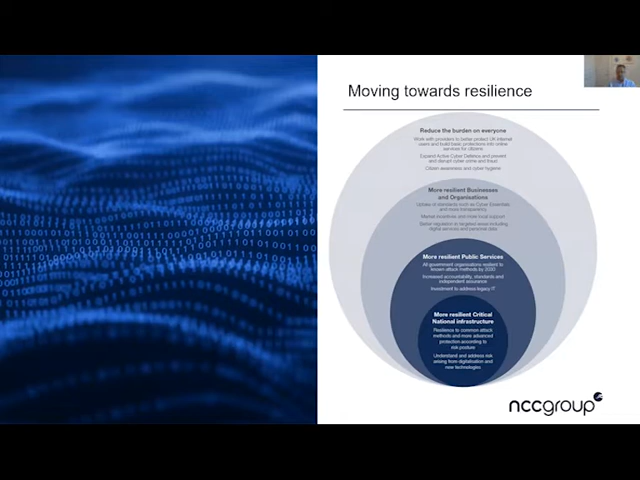 Moving towards resilience
Reduce the burden on everyone
Work with providers to better protect UK internet
users and build basic protections into online
services for citizens
Expand Active Cyber Defence and prevent
and disrupt cyber crime and fraud
Citizen awareness and cyber hygiene
More resilient Businesses
and Organisations
Uptake of standards such as Cyber Essentials
and more transparency
Market incentives and more local support
Better regulation in targeted areas including
digital services and personal data
More resilient Public Services
All government organisations resilient to
known attack methods by 2030
Increased accountability, standards and
independent assurance
Investment to address legacy IT
More resilient Critical
National infrastructure
Resilience to common attack
methods and more advanced
protection according to
risk posture
Understand and address risk
arising from digitalisation and
new technologies
nccgroup